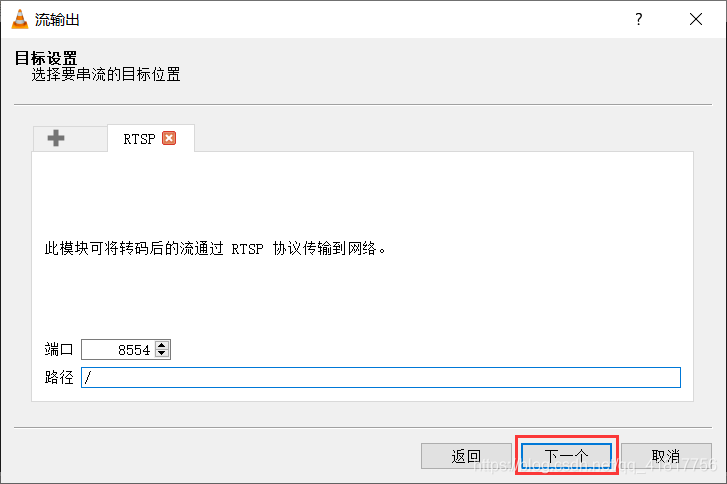 流输出
目标设置
选择要串流的目标位置
RTSP
此模块可将转码后的流通过 RTSP 协议传输到网络。
端口 8554
路径 /
返回 下一个 取消
https://blog.csdn.net/qq_41817756